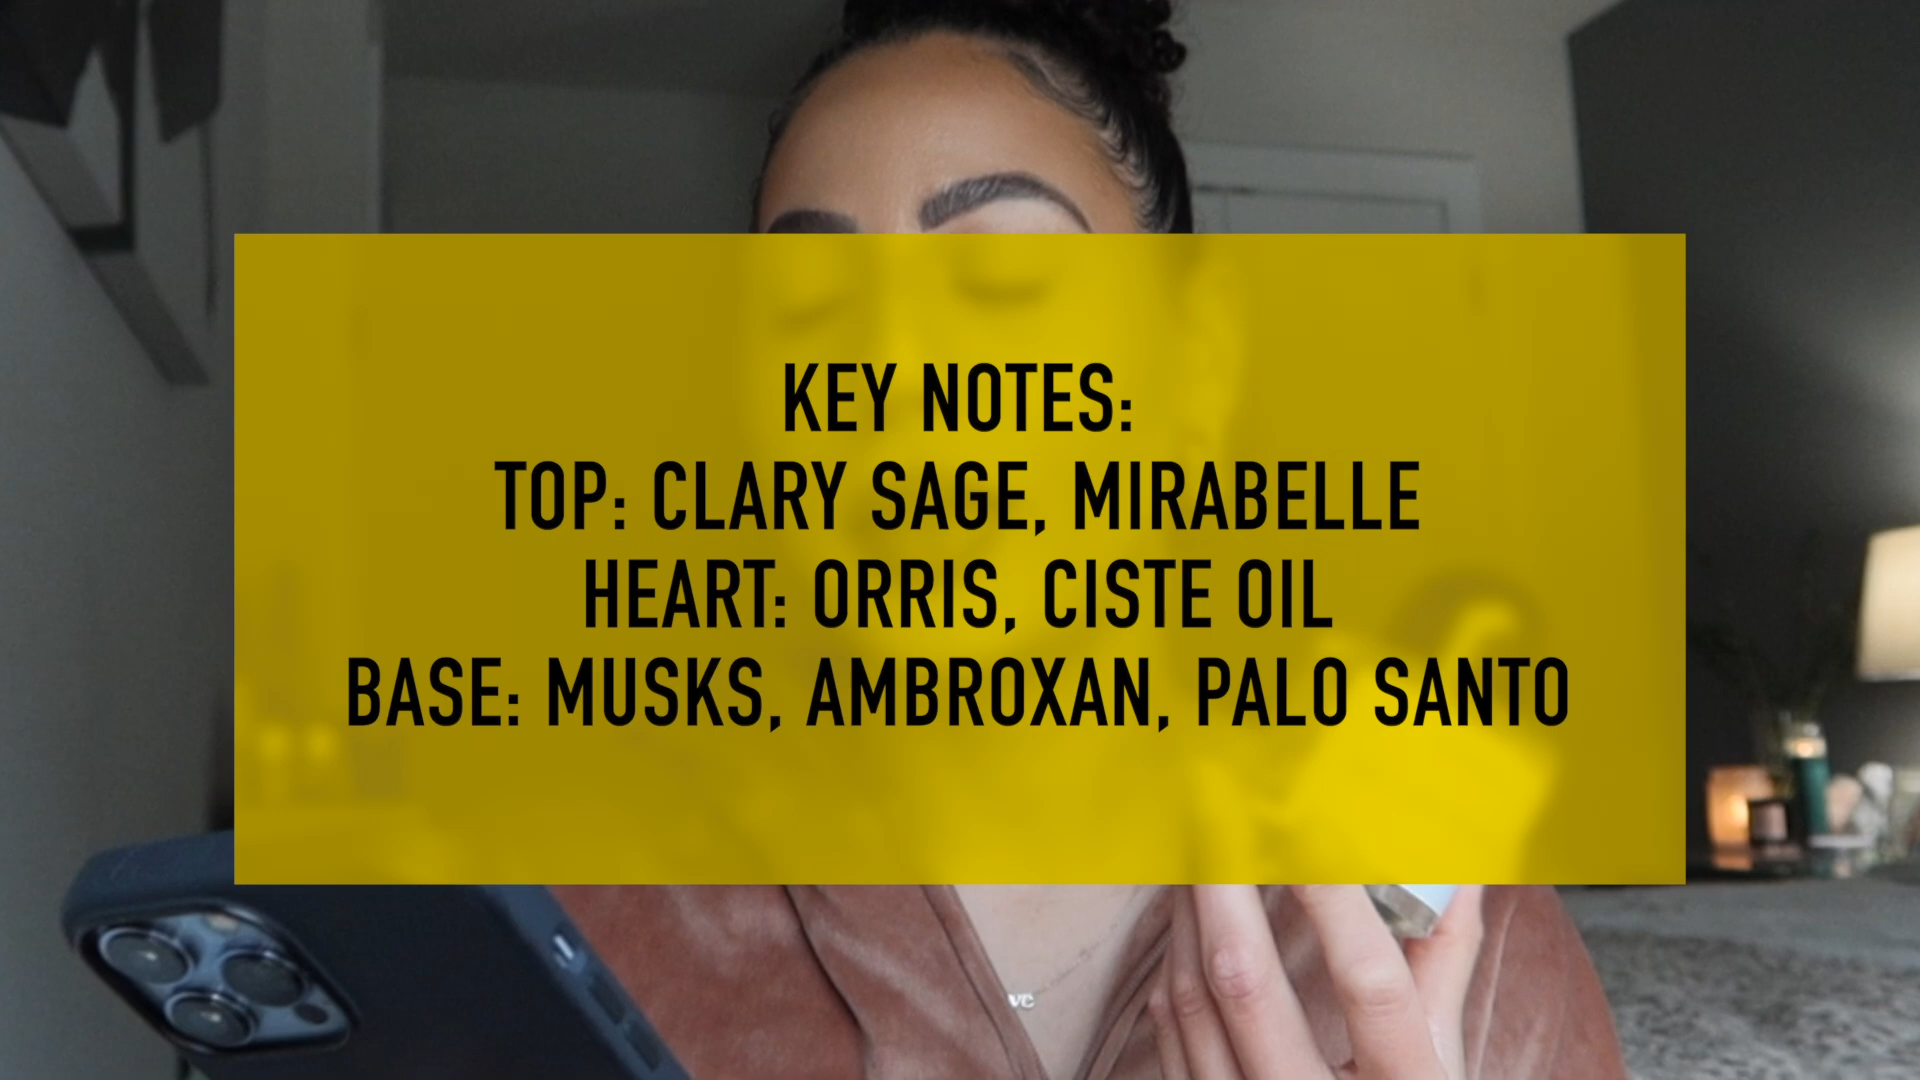 KEY NOTES:
TOP: CLARY SAGE, MIRABELLE
HEART: ORRIS, CISTE OIL
BASE: MUSKS, AMBROXAN, PALO SANTO